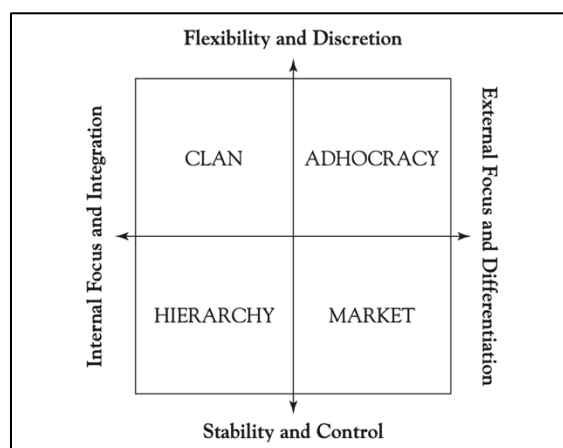 Flexibility and Discretion
Internal Focus and Integration
CLAN
ADHOCRACY
External Focus and Differentiation
HIERARCHY
MARKET
Stability and Control